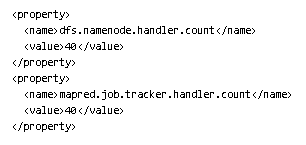 <property>
  <name>dfs.namenode.handler.count</name>
  <value>40</value>
</property>
<property>
  <name>mapred.job.tracker.handler.count</name>
  <value>40</value>
</property>